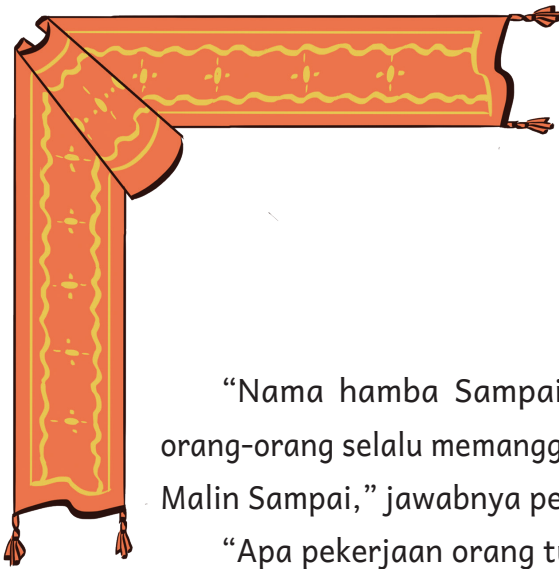 “Nama hamba Sampai
orang-orang selalu
Malin Sampai,” jawabnya
“Apa pekerjaan orang